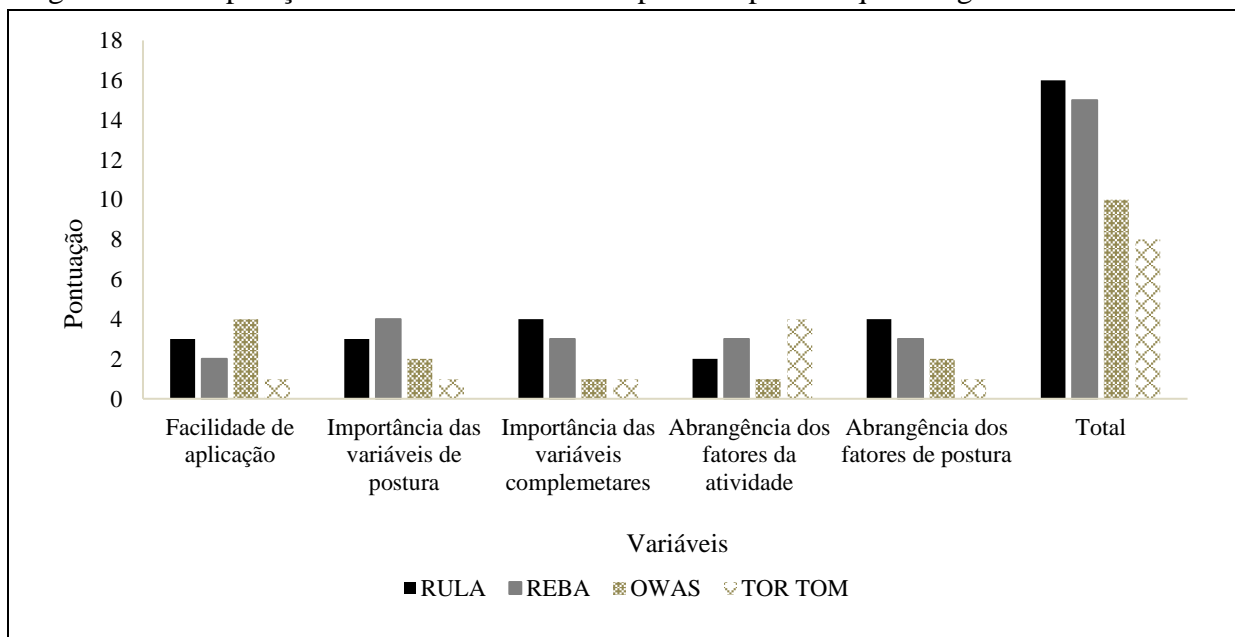 18
16
14
12
10
8
6
4
2
0
Pontuação
Facilidade de
aplicação
Importância das
variáveis de
postura
Importância das
variáveis
complemetares
Abrangência dos
fatores da
atividade
Abrangência dos
fatores de postura
Total
Variáveis
RULA REBA OWAS TOR TOM